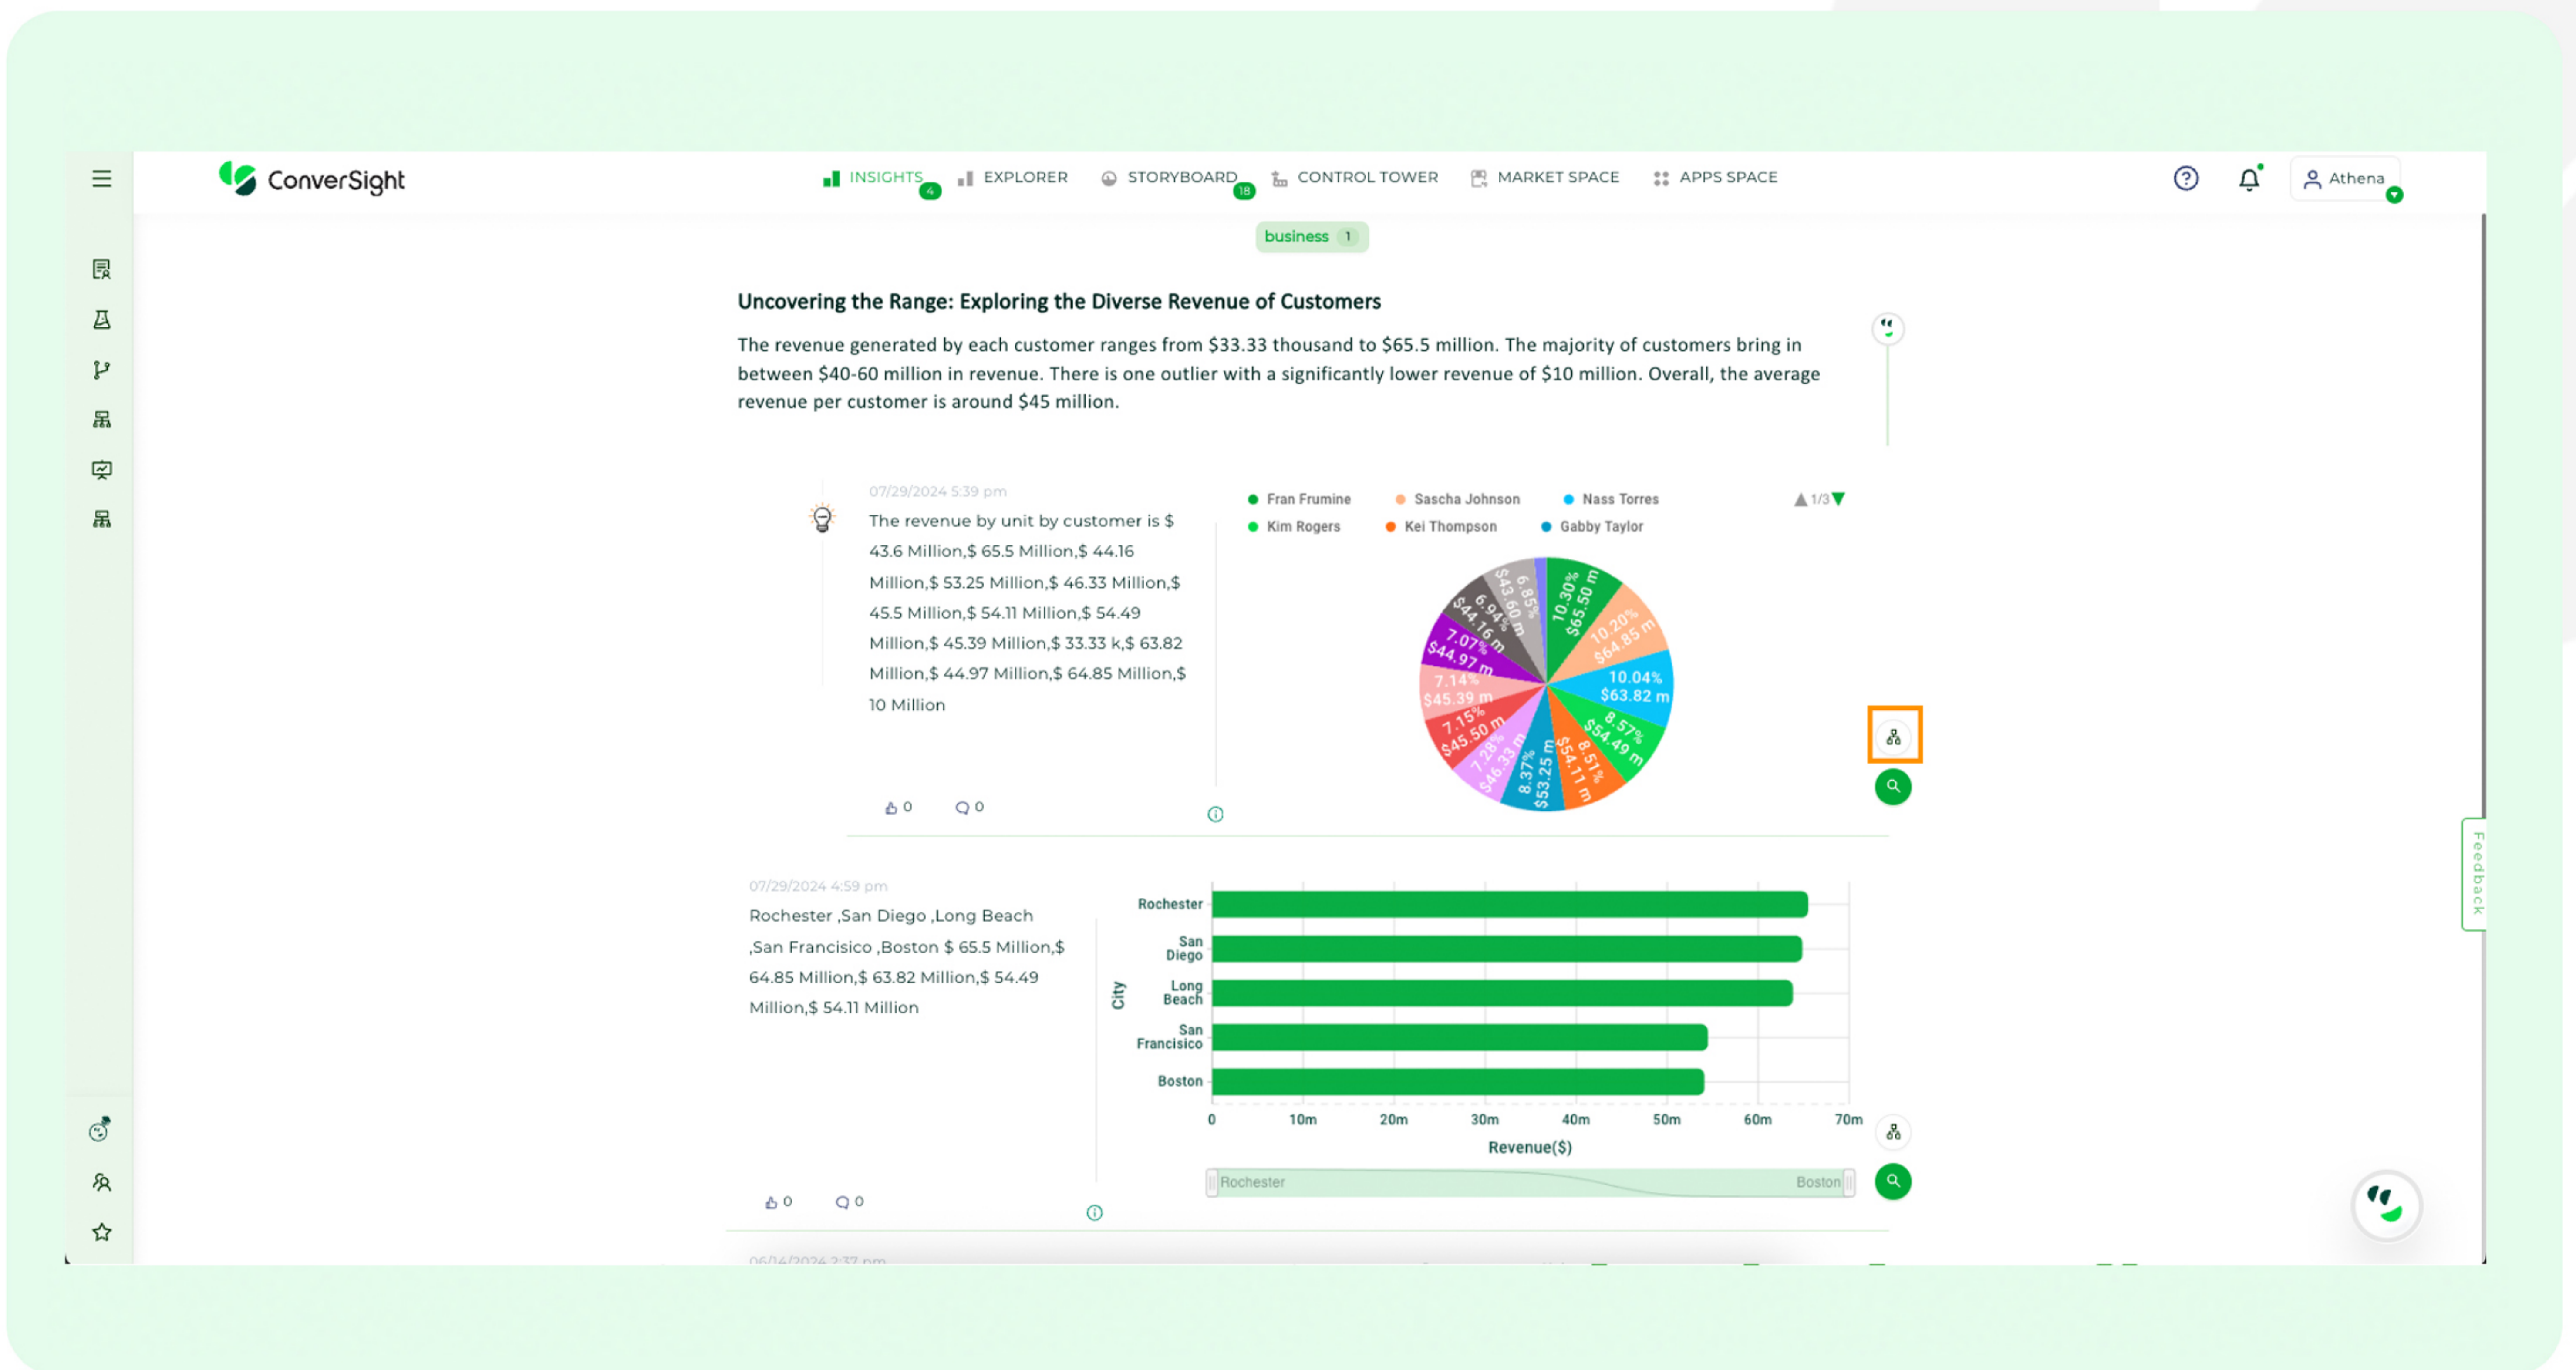 ConverSight
INSIGHTS 4
EXPLORER
STORYBOARD 18
CONTROL TOWER
MARKET SPACE
APPS SPACE
Athena
business 1
Uncovering the Range: Exploring the Diverse Revenue of Customers
The revenue generated by each customer ranges from $33.33 thousand to $65.5 million. The majority of customers bring in
between $40-60 million in revenue. There is one outlier with a significantly lower revenue of $10 million. Overall, the average
revenue per customer is around $45 million.
07/29/2024 5:39 pm
The revenue by unit by customer is $
43.6 Million,$ 65.5 Million,$ 44.16
Million,$ 53.25 Million,$ 46.33 Million,$
45.5 Million,$ 54.11 Million,$ 54.49
Million,$ 45.39 Million,$ 33.33 k,$ 63.82
Million,$ 44.97 Million,$ 64.85 Million,$
10 Million
0 0
Fran Frumine Sascha Johnson Nass Torres
1/3
Kim Rogers Kei Thompson Gabby Taylor
10.30%
$65.50 m
10.20%
$64.85 m
10.04%
$63.82 m
8.57%
$54.49 m
8.51%
$54.11 m
8.37%
$53.25 m
7.28%
$46.33 m
7.15%
$45.50 m
7.14%
$45.39 m
7.07%
$44.97 m
6.94%
$44.16 m
6.85%
$43.60 m
Feedback
07/29/2024 4:59 pm
Rochester ,San Diego ,Long Beach
,San Francisico ,Boston $ 65.5 Million,$
64.85 Million,$ 63.82 Million,$ 54.49
Million,$ 54.11 Million
0 0
City
Rochester
San
Diego
Long
Beach
San
Francisico
Boston
0 10m 20m 30m 40m 50m 60m 70m
Revenue($)
Rochester Boston
06/14/2024 2:37 pm